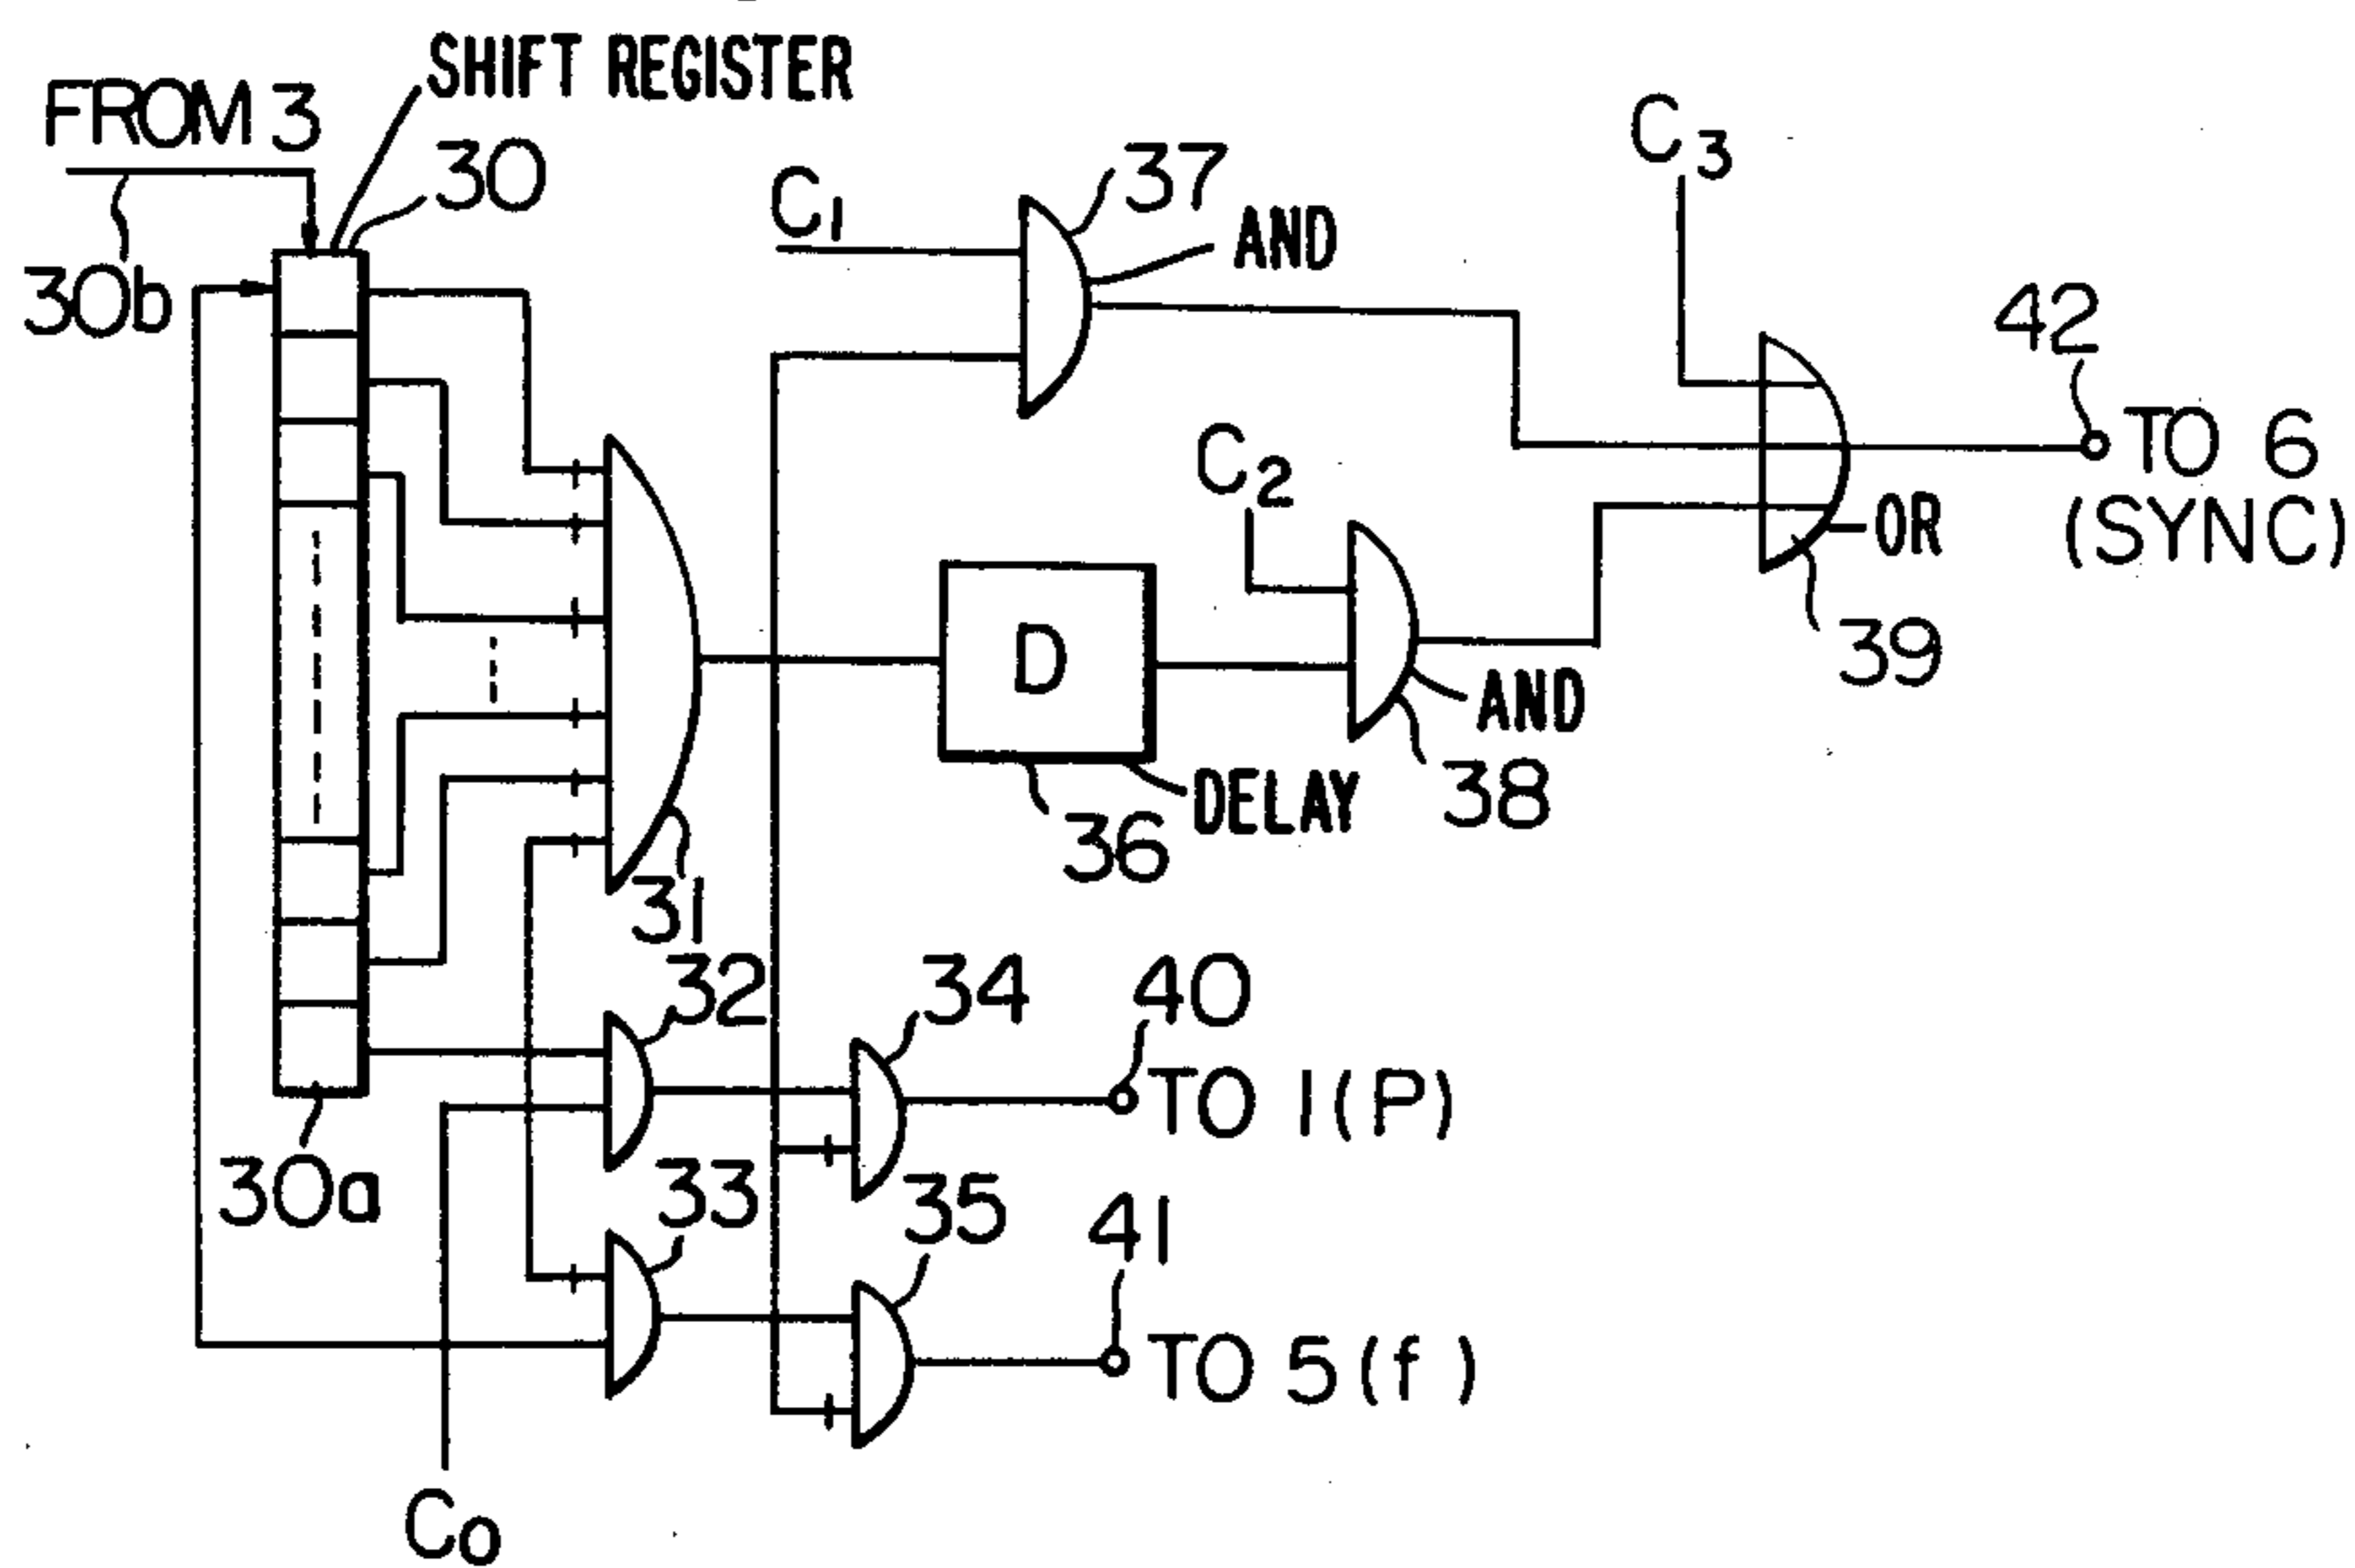 SHIFT REGISTER
FROM 3
30
30b
C1
37
AND
C3
42
TO 6
(SYNC)
C2
OR
39
D
AND
38
DELAY
36
31
32
34
40
TO 1(P)
30a
33
35
41
TO 5(f)
C0